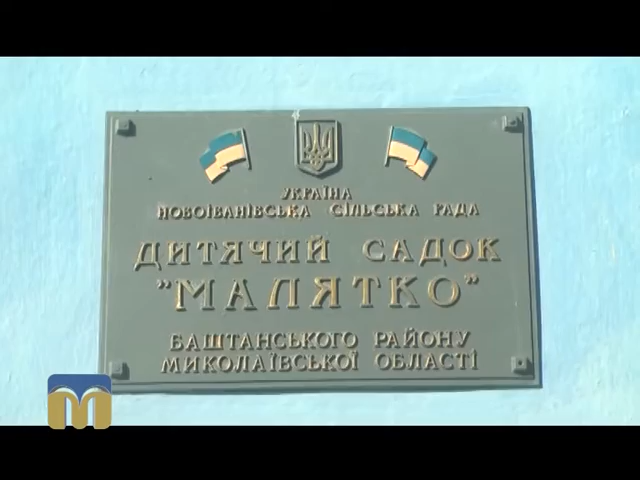 УКРАЇНА
НОВОІВАНІВСЬКА СІЛЬСЬКА РАДА
ДИТЯЧИЙ САДОК
"МАЛЯТКО"
БАШТАНСЬКОГО РАЙОНУ
МИКОЛАЇВСЬКОЇ ОБЛАСТІ
m